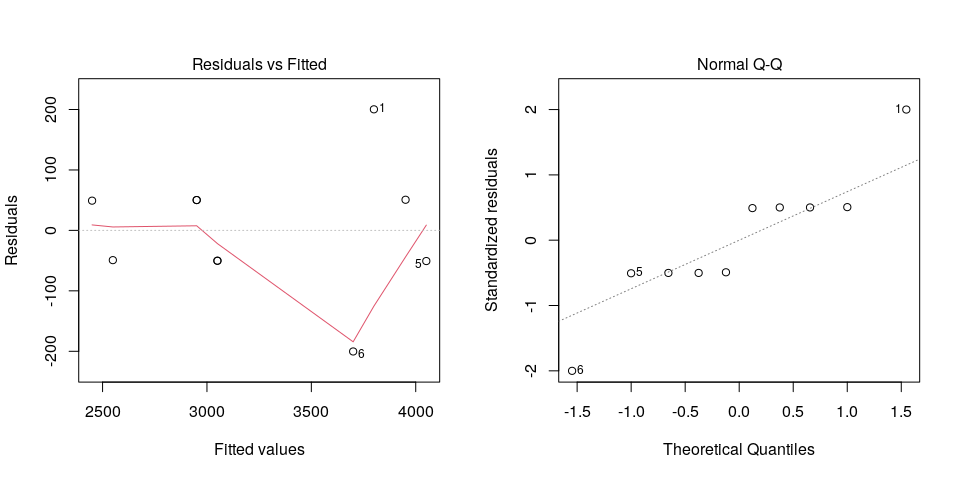 Residuals vs Fitted
Residuals
200
100
0
-100
-200
1
5
6
2500 3000 3500 4000
Fitted values
Normal Q-Q
Standardized residuals
2
1
0
-1
-2
1
5
6
-1.5 -1.0 -0.5 0.0 0.5 1.0 1.5
Theoretical Quantiles